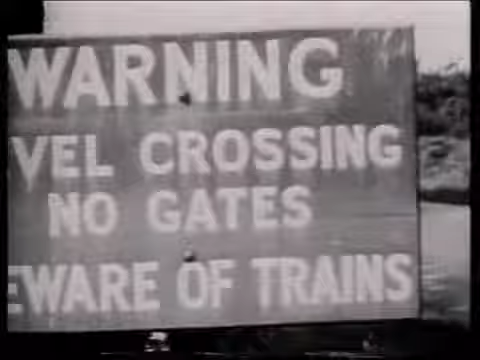 WARNING
VEL CROSSING
NO GATES
EWARE OF TRAINS